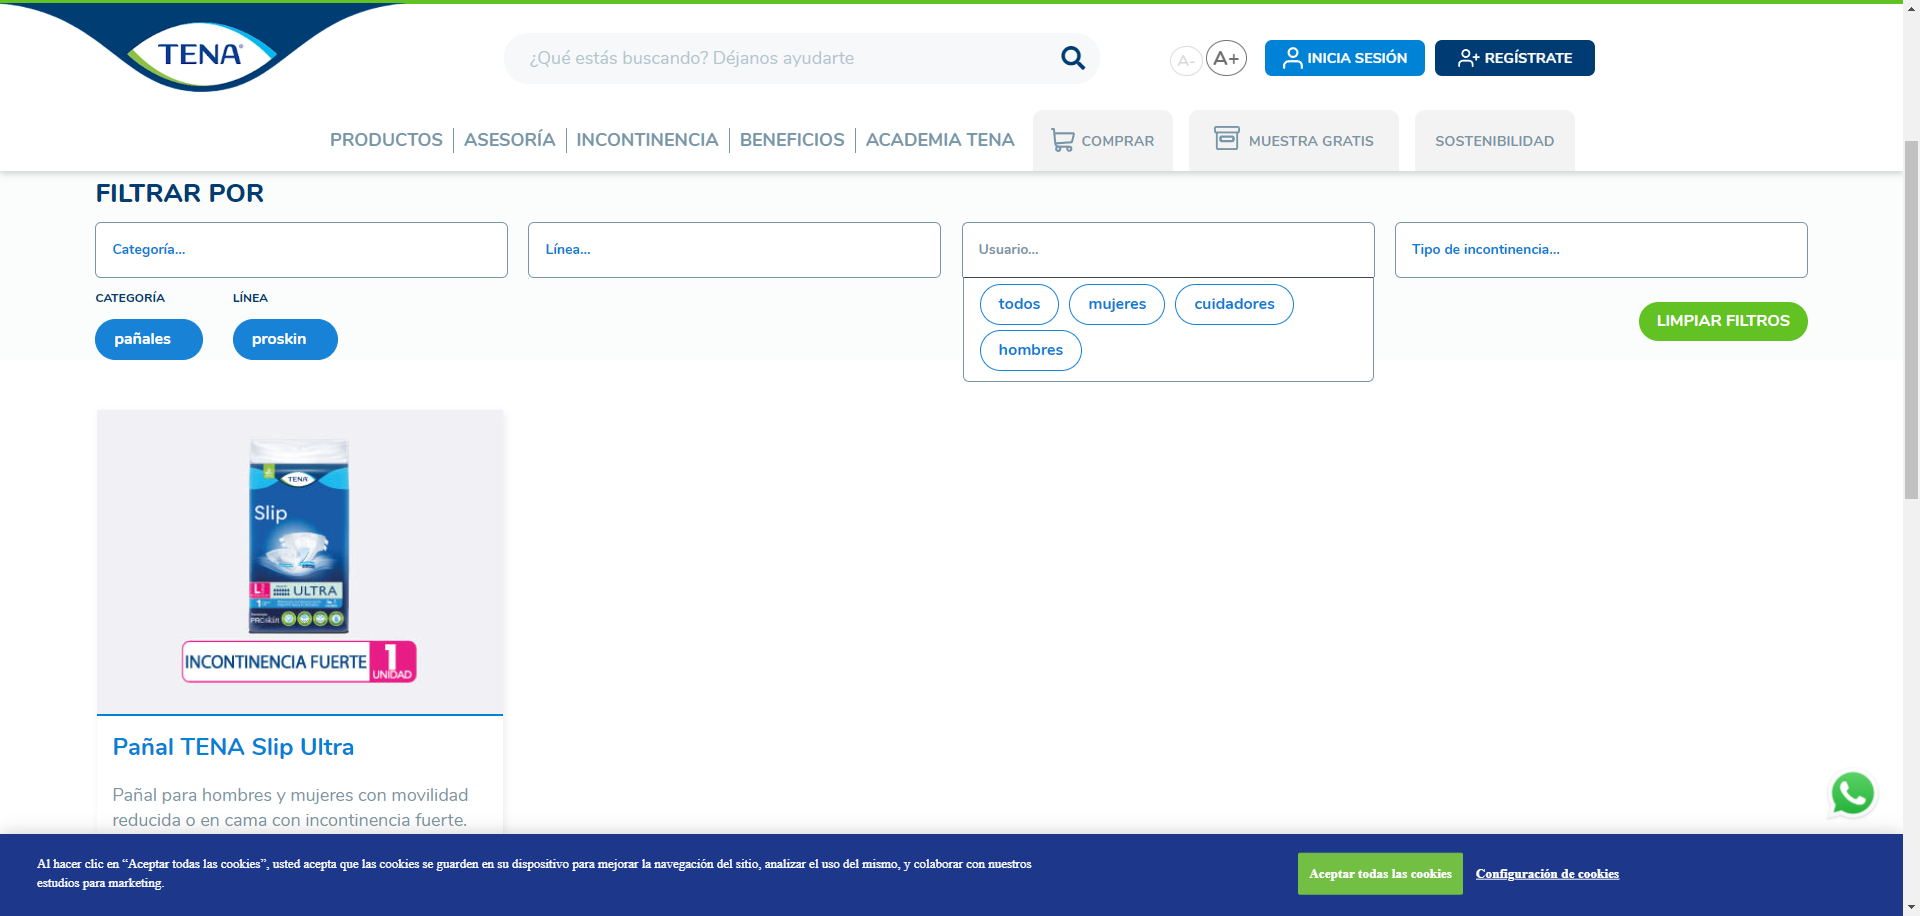 TENA
¿Qué estás buscando? Déjanos ayudarte
A-
A+
INICIA SESIÓN
REGÍSTRATE
PRODUCTOS
ASESORÍA
INCONTINENCIA
BENEFICIOS
ACADEMIA TENA
COMPRAR
MUESTRA GRATIS
SOSTENIBILIDAD
FILTRAR POR
Categoría...
Línea...
Usuario...
Tipo de incontinencia...
CATEGORÍA
LÍNEA
pañales
proskin
todos
mujeres
cuidadores
hombres
LIMPIAR FILTROS
TENA
Slip
L
ULTRA
1
PROskin
INCONTINENCIA FUERTE
1
UNIDAD
Pañal TENA Slip Ultra
Pañal para hombres y mujeres con movilidad
reducida o en cama con incontinencia fuerte.
Al hacer clic en “Aceptar todas las cookies”, usted acepta que las cookies se guarden en su dispositivo para mejorar la navegación del sitio, analizar el uso del mismo, y colaborar con nuestros
estudios para marketing.
Aceptar todas las cookies
Configuración de cookies